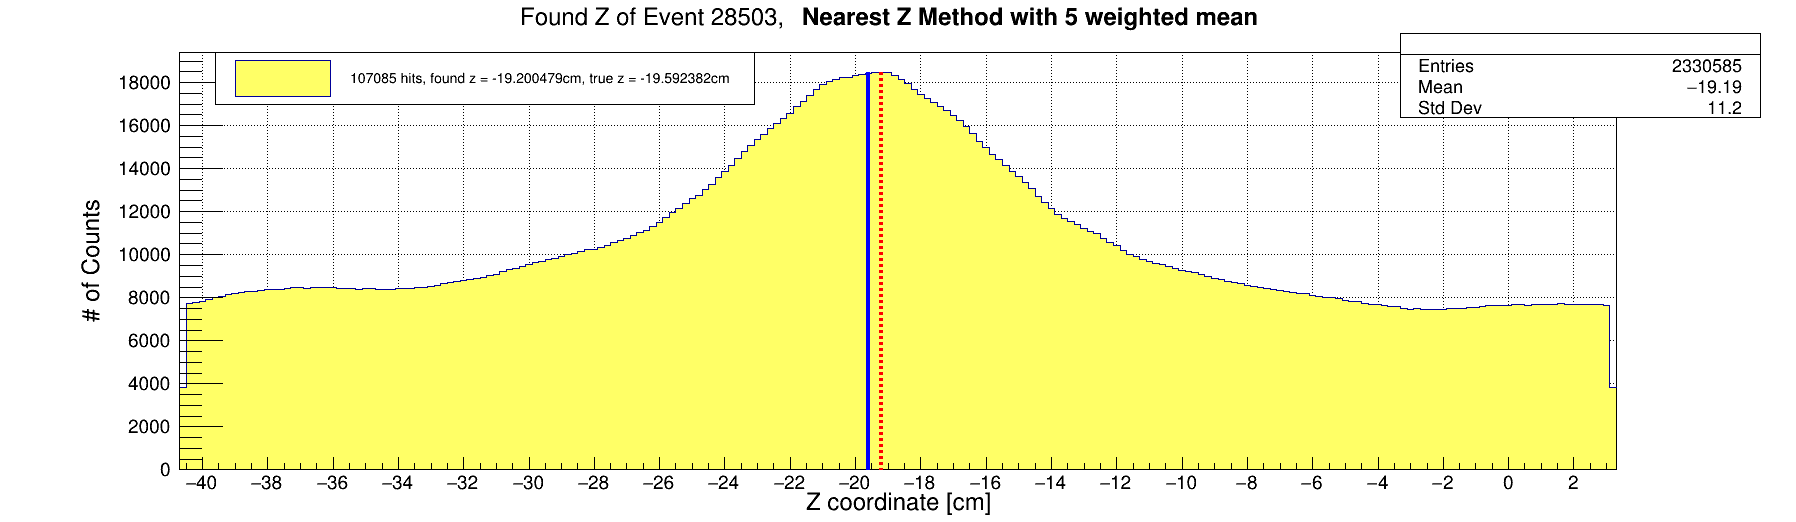 Found Z of Event 28503, Nearest Z Method with 5 weighted mean
107085 hits, found z = -19.200479cm, true z = -19.592382cm
Entries 2330585
Mean −19.19
Std Dev 11.2
# of Counts
18000
16000
14000
12000
10000
8000
6000
4000
2000
0
−40 −38 −36 −34 −32 −30 −28 −26 −24 −22 −20 −18 −16 −14 −12 −10 −8 −6 −4 −2 0 2
Z coordinate [cm]